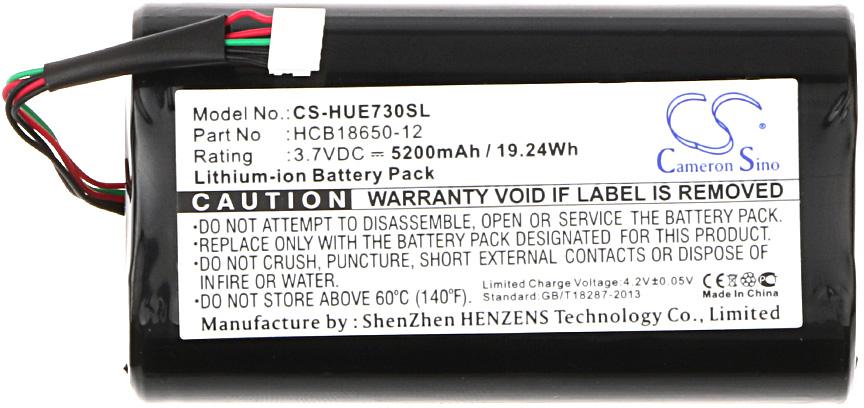 Model No.: CS-HUE730SL
Part No : HCB18650-12
Rating : 3.7VDC ⎓ 5200mAh / 19.24Wh
Lithium-ion Battery Pack
CS
Cameron Sino
CAUTION WARRANTY VOID IF LABEL IS REMOVED
•DO NOT ATTEMPT TO DISASSEMBLE, OPEN OR SERVICE THE BATTERY PACK.
•REPLACE ONLY WITH THE BATTERY PACK DESIGNATED FOR THIS PRODUCT.
•DO NOT CRUSH, PUNCTURE, SHORT EXTERNAL CONTACTS OR DISPOSE OF
INFIRE OR WATER.
•DO NOT STORE ABOVE 60°C (140°F).
Limited Charge Voltage:4.2V±0.05V
Standard:GB/T18287-2013
CE PCT
Made In China
Manufacture by : ShenZhen HENZENS Technology Co., Limited